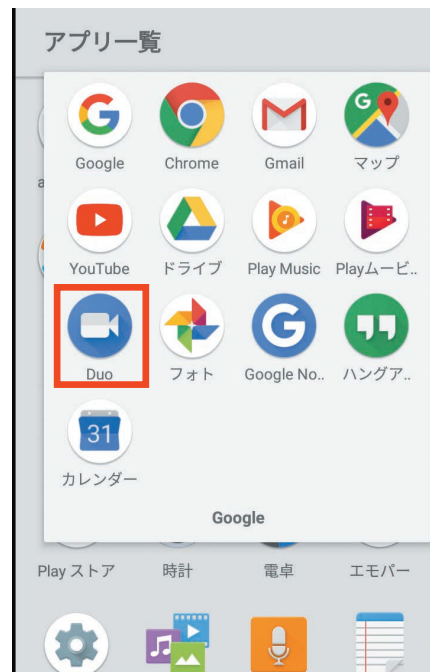 アプリ一覧
Google
Chrome
Gmail
マップ
YouTube
ドライブ
Play Music
Playムービ..
Duo
フォト
Google No..
ハングア..
31
カレンダー
Google
Play ストア
時計
電卓
エモパー